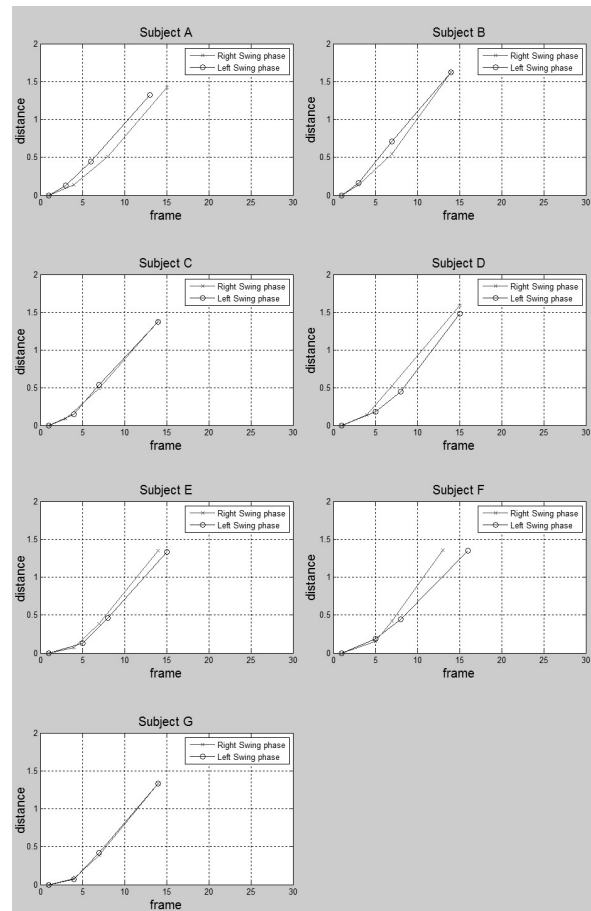 Subject A
2
1.5
1
0.5
0
distance
Right Swing phase
Left Swing phase
0 5 10 15 20 25 30
frame
Subject B
2
1.5
1
0.5
0
distance
Right Swing phase
Left Swing phase
0 5 10 15 20 25 30
frame
Subject C
2
1.5
1
0.5
0
distance
Right Swing phase
Left Swing phase
0 5 10 15 20 25 30
frame
Subject D
2
1.5
1
0.5
0
distance
Right Swing phase
Left Swing phase
0 5 10 15 20 25 30
frame
Subject E
2
1.5
1
0.5
0
distance
Right Swing phase
Left Swing phase
0 5 10 15 20 25 30
frame
Subject F
2
1.5
1
0.5
0
distance
Right Swing phase
Left Swing phase
0 5 10 15 20 25 30
frame
Subject G
2
1.5
1
0.5
0
distance
Right Swing phase
Left Swing phase
0 5 10 15 20 25 30
frame